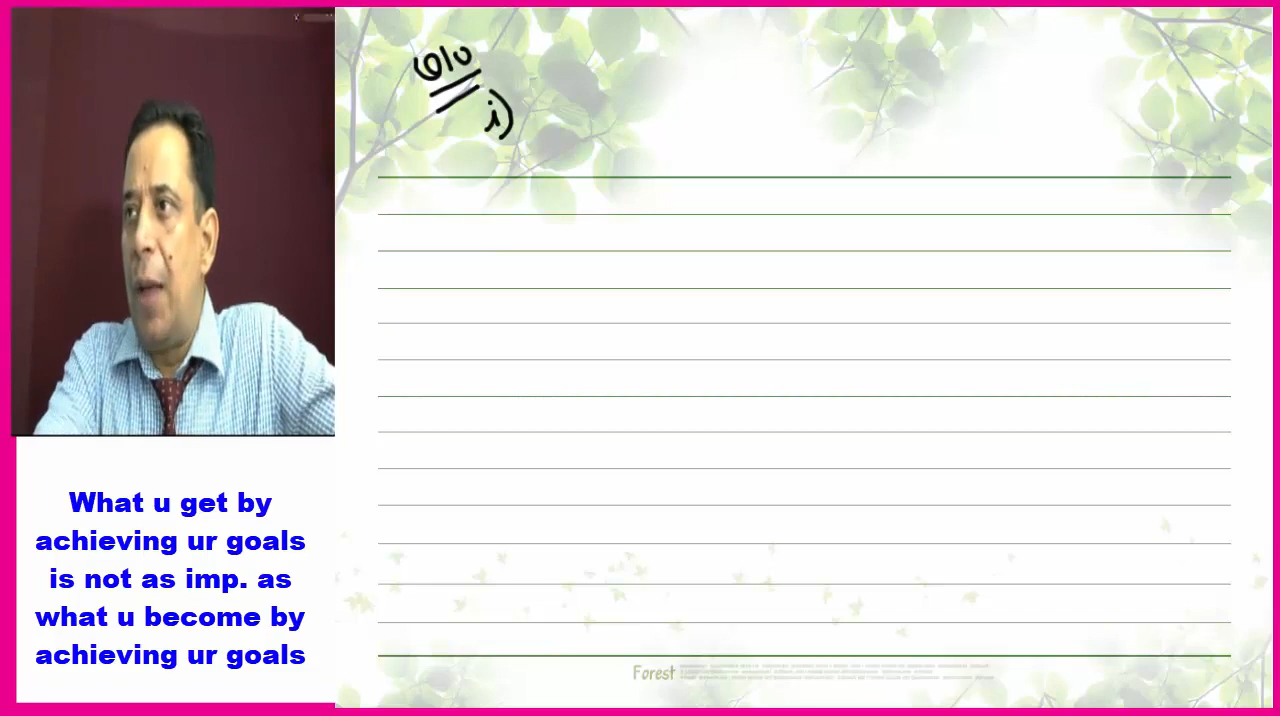 i)
What u get by
achieving ur goals
is not as imp. as
what u become by
achieving ur goals
Forest